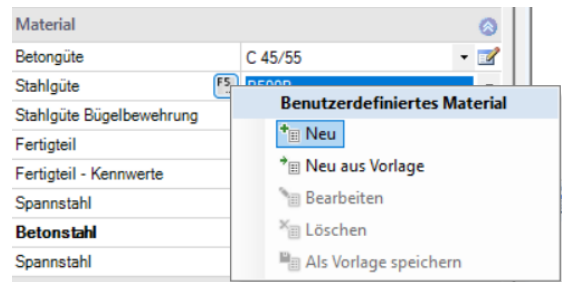 Material
Betongüte C 45/55
Stahlgüte F5 B500B
Benutzerdefiniertes Material
Stahlgüte Bügelbewehrung
Neu
Fertigteil
Neu aus Vorlage
Fertigteil - Kennwerte
Bearbeiten
Spannstahl
Löschen
Betonstahl
Spannstahl
Als Vorlage speichern